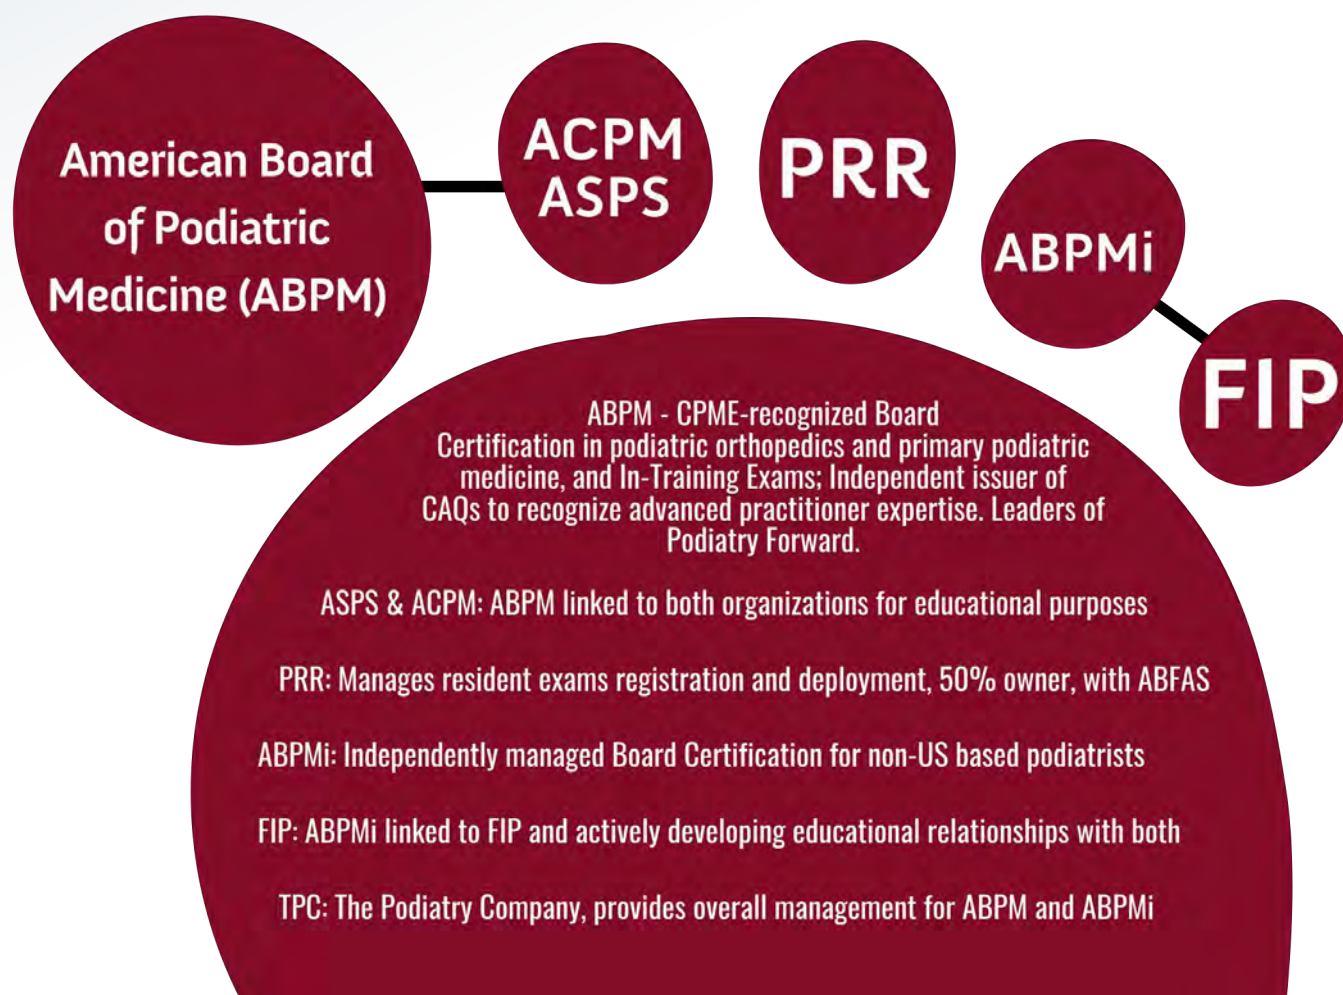 American Board
of Podiatric
Medicine (ABPM)
ACPM
ASPS
PRR
ABPMi
FIP
ABPM - CPME-recognized Board
Certification in podiatric orthopedics and primary podiatric
medicine, and In-Training Exams; Independent issuer of
CAQs to recognize advanced practitioner expertise. Leaders of
Podiatry Forward.
ASPS & ACPM: ABPM linked to both organizations for educational purposes
PRR: Manages resident exams registration and deployment, 50% owner, with ABFAS
ABPMi: Independently managed Board Certification for non-US based podiatrists
FIP: ABPMi linked to FIP and actively developing educational relationships with both
TPC: The Podiatry Company, provides overall management for ABPM and ABPMi